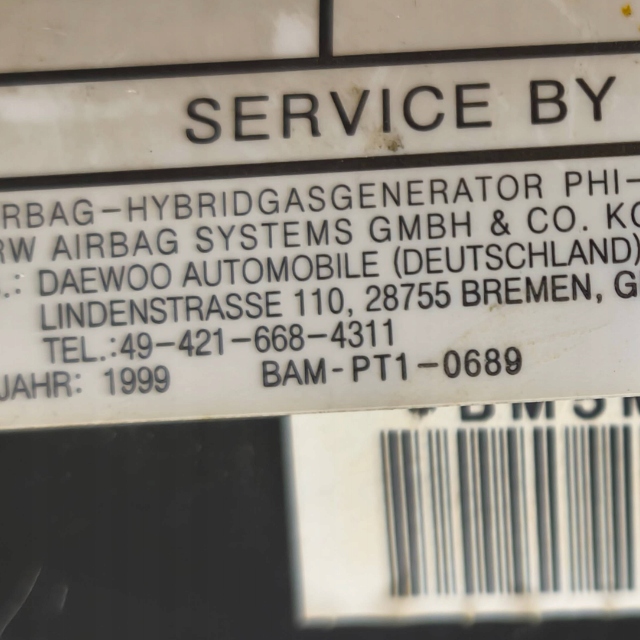 SERVICE BY
RBAG-HYBRIDGASGENERATOR PHI-
RW AIRBAG SYSTEMS GMBH & CO. KG
.: DAEWOO AUTOMOBILE (DEUTSCHLAND)
LINDENSTRASSE 110, 28755 BREMEN, G
TEL.:49-421-668-4311
JAHR: 1999 BAM-PT1-0689